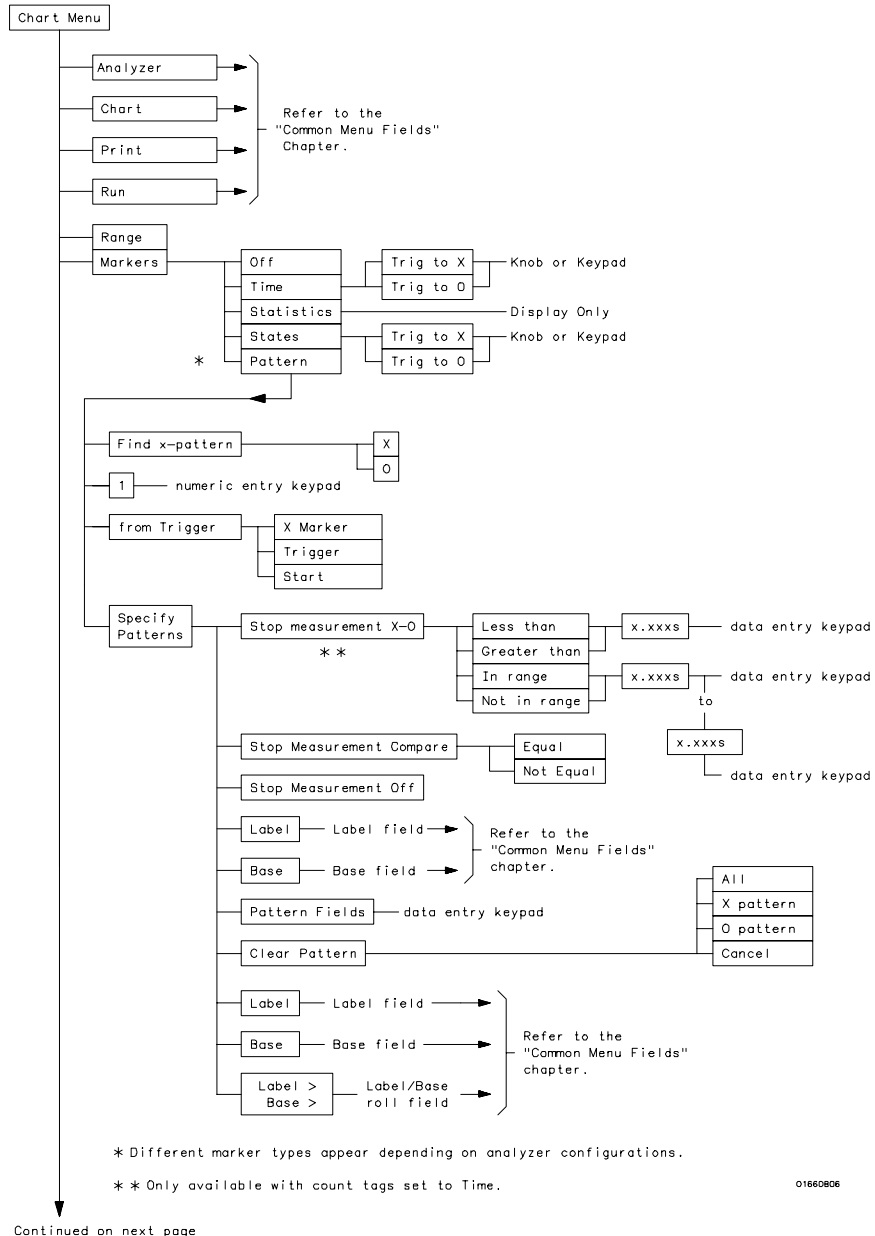 Chart Menu
Analyzer
Chart
Print
Run
Refer to the
"Common Menu Fields"
Chapter.
Range
Markers
Off
Time
Statistics
States
Pattern
*
Trig to X
Trig to O
Knob or Keypad
Display Only
Trig to X
Trig to O
Knob or Keypad
Find x-pattern
X
O
1
numeric entry keypad
from Trigger
X Marker
Trigger
Start
Specify
Patterns
Stop measurement X-O
* *
Less than
Greater than
In range
Not in range
x.xxxs
data entry keypad
x.xxxs
data entry keypad
to
x.xxxs
data entry keypad
Stop Measurement Compare
Equal
Not Equal
Stop Measurement Off
Label
Label field
Base
Base field
Refer to the
"Common Menu Fields"
chapter.
Pattern Fields
data entry keypad
Clear Pattern
All
X pattern
O pattern
Cancel
Label
Label field
Base
Base field
Label >
Base >
Label/Base
roll field
Refer to the
"Common Menu Fields"
chapter.
* Different marker types appear depending on analyzer configurations.
* * Only available with count tags set to Time.
01660B06
Continued on next page